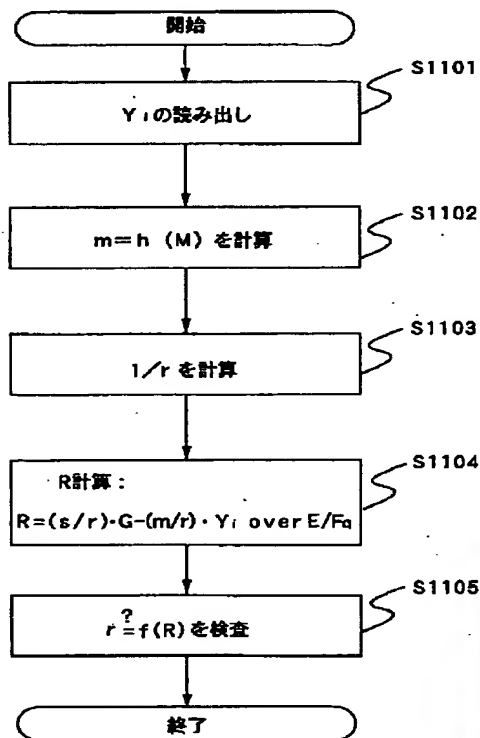 開始
S1101
Yiの読み出し
S1102
m=h (M) を計算
S1103
1/r を計算
S1104
R計算：
R=(s/r)・G-(m/r)・Yi over E/Fq
S1105
r ?= f(R) を検査
終了